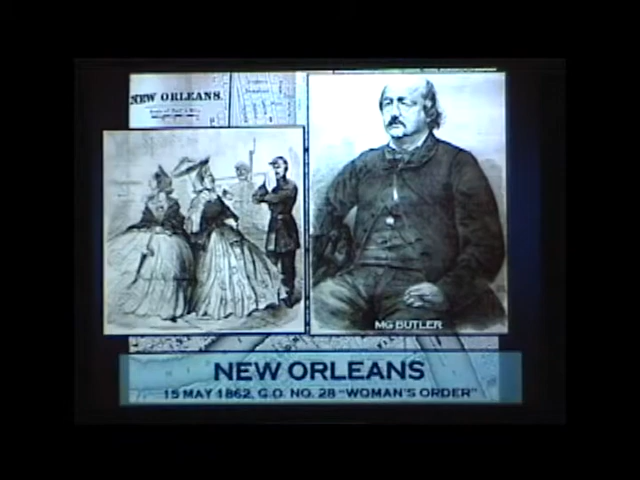 NEW ORLEANS.
MG BUTLER
NEW ORLEANS
15 MAY 1862, G.O. NO. 28 "WOMAN'S ORDER"